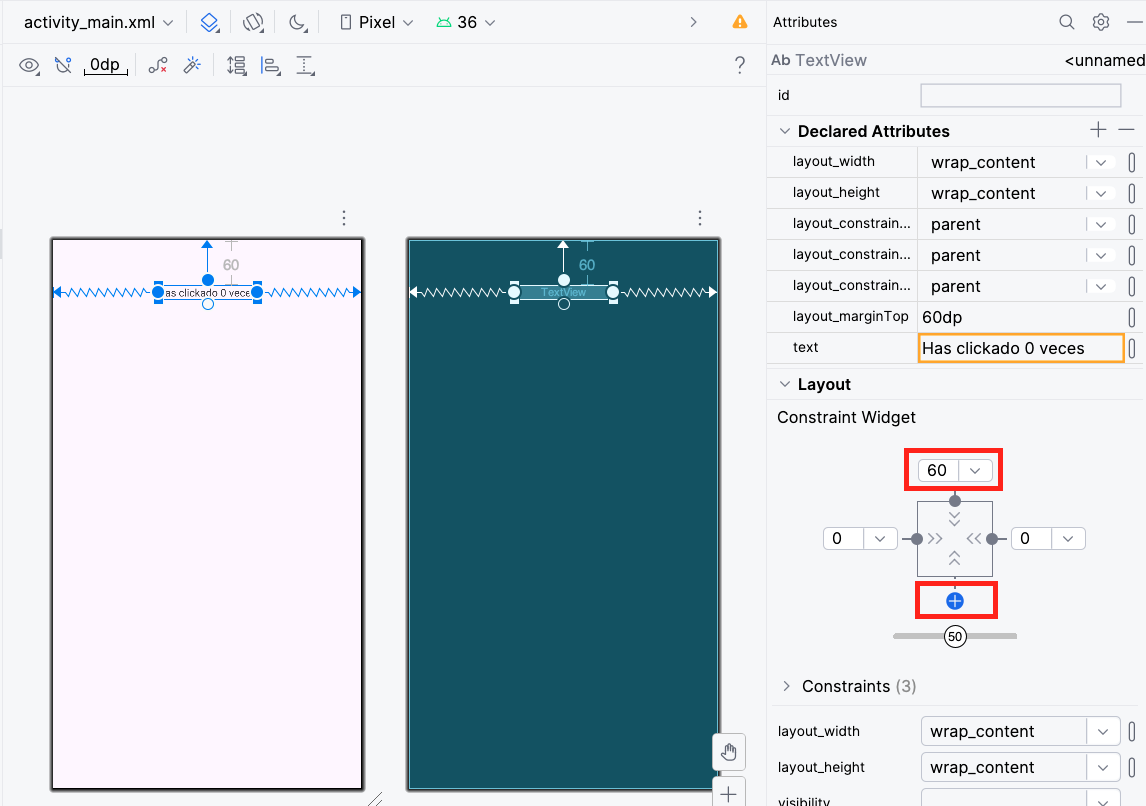 activity_main.xml
Pixel
36
Attributes
0dp
?
Ab TextView
<unnamed
id
Declared Attributes
layout_width
wrap_content
layout_height
wrap_content
layout_constrain...
parent
layout_constrain...
parent
layout_constrain...
parent
layout_marginTop
60dp
text
Has clickado 0 veces
60
as clickado 0 vece
60
TextView
Layout
Constraint Widget
60
0
0
50
Constraints (3)
layout_width
wrap_content
layout_height
wrap_content
visibility